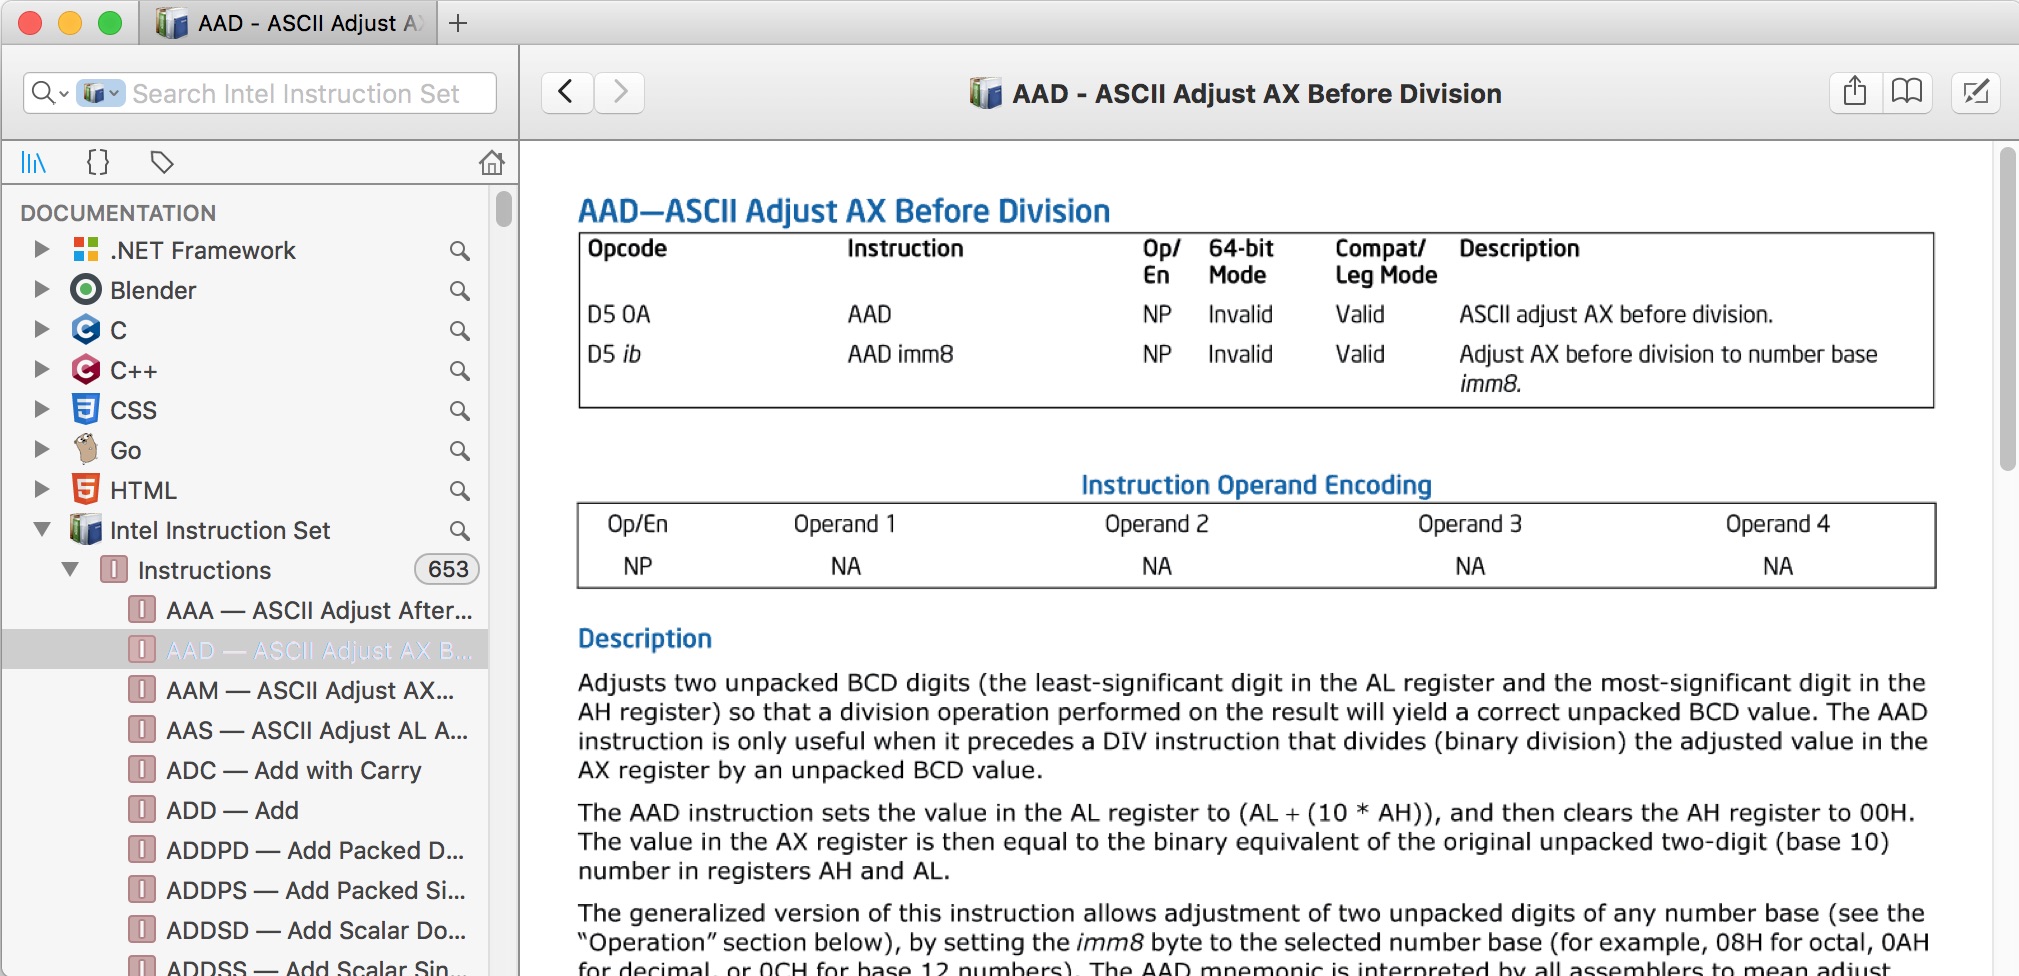 AAD - ASCII Adjust A
Search Intel Instruction Set
AAD - ASCII Adjust AX Before Division
DOCUMENTATION
.NET Framework
Blender
C
C++
CSS
Go
HTML
Intel Instruction Set
Instructions 653
AAA — ASCII Adjust After...
AAD — ASCII Adjust AX B...
AAM — ASCII Adjust AX...
AAS — ASCII Adjust AL A...
ADC — Add with Carry
ADD — Add
ADDPD — Add Packed D...
ADDPS — Add Packed Si...
ADDSD — Add Scalar Do...
ADDSS — Add Scalar Sin...
AAD—ASCII Adjust AX Before Division
Opcode Instruction Op/ 64-bit Compat/ Description
En Mode Leg Mode
D5 0A AAD NP Invalid Valid ASCII adjust AX before division.
D5 ib AAD imm8 NP Invalid Valid Adjust AX before division to number base
imm8.
Instruction Operand Encoding
Op/En Operand 1 Operand 2 Operand 3 Operand 4
NP NA NA NA NA
Description
Adjusts two unpacked BCD digits (the least-significant digit in the AL register and the most-significant digit in the
AH register) so that a division operation performed on the result will yield a correct unpacked BCD value. The AAD
instruction is only useful when it precedes a DIV instruction that divides (binary division) the adjusted value in the
AX register by an unpacked BCD value.
The AAD instruction sets the value in the AL register to (AL + (10 * AH)), and then clears the AH register to 00H.
The value in the AX register is then equal to the binary equivalent of the original unpacked two-digit (base 10)
number in registers AH and AL.
The generalized version of this instruction allows adjustment of two unpacked digits of any number base (see the
“Operation” section below), by setting the imm8 byte to the selected number base (for example, 08H for octal, 0AH
for decimal, or 0CH for base 12 numbers). The AAD mnemonic is interpreted by all assemblers to mean adjust